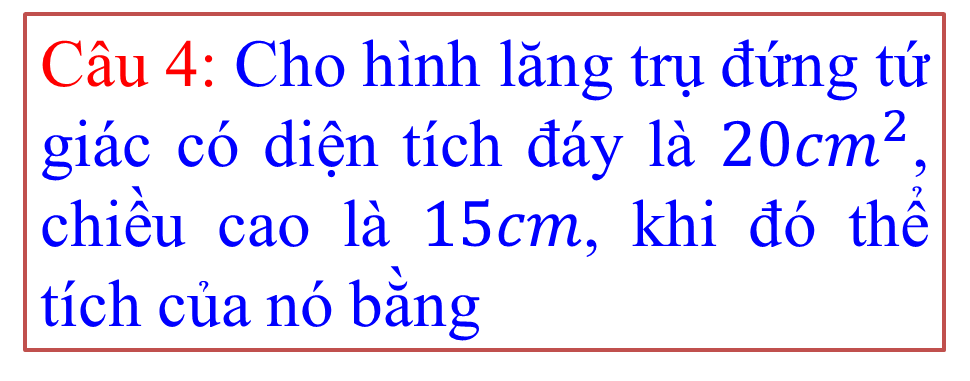 Câu 4: Cho hình lăng trụ đứng tứ
giác có diện tích đáy là 20cm²,
chiều cao là 15cm, khi đó thể
tích của nó bằng